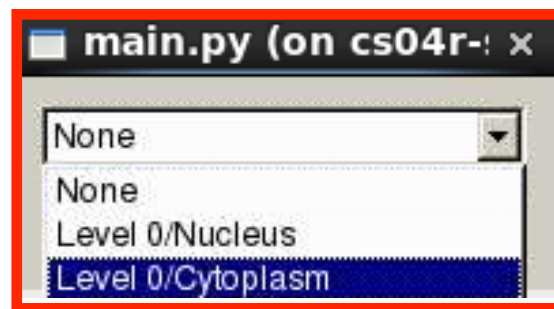 main.py (on cs04r-s
None
None
Level 0/Nucleus
Level 0/Cytoplasm